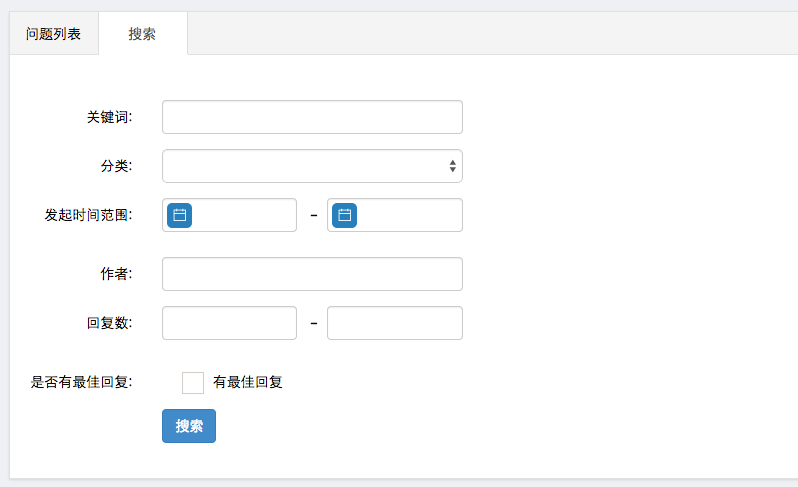 问题列表 搜索
关键词:
分类:
发起时间范围: -
作者:
回复数: -
是否有最佳回复: 有最佳回复
搜索